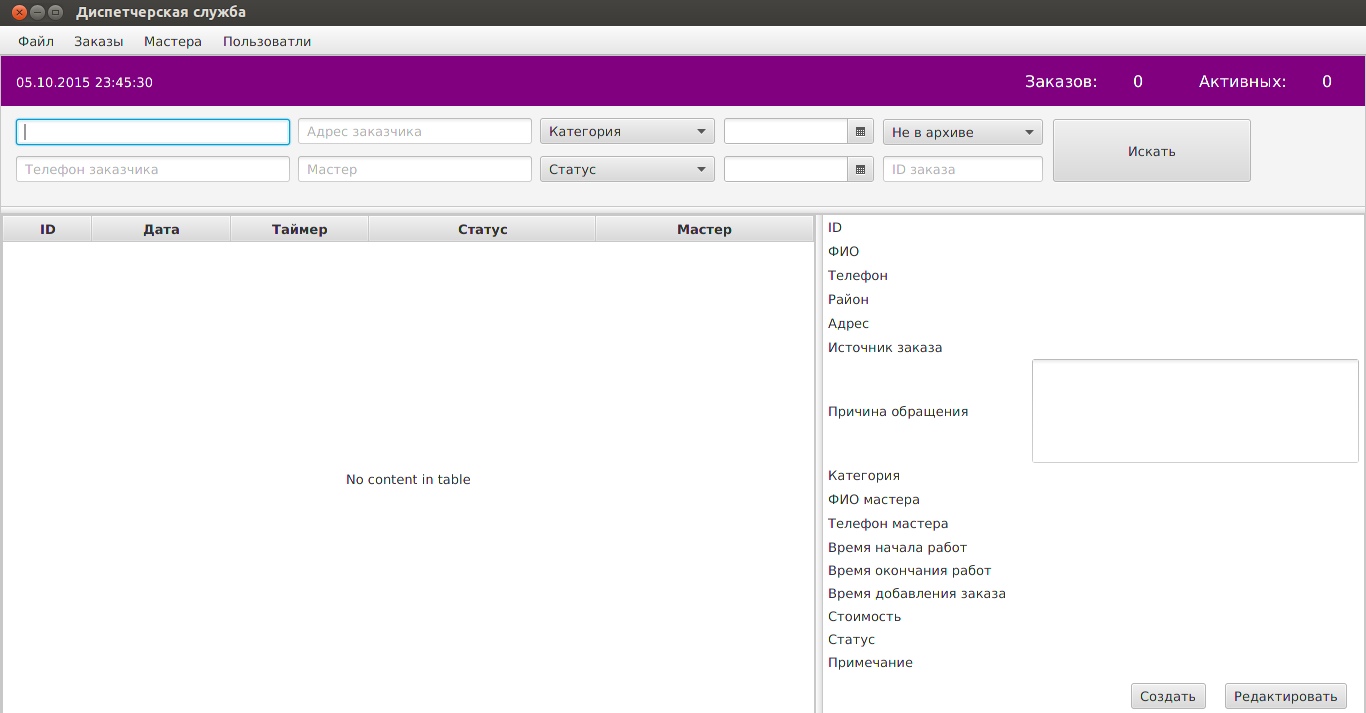 Диспетчерская служба
Файл Заказы Мастера Пользоватли
05.10.2015 23:45:30 Заказов: 0 Активных: 0
Адрес заказчика Категория Не в архиве
Искать
Телефон заказчика Мастер Статус ID заказа
ID Дата Таймер Статус Мастер
No content in table
ID
ФИО
Телефон
Район
Адрес
Источник заказа
Причина обращения
Категория
ФИО мастера
Телефон мастера
Время начала работ
Время окончания работ
Время добавления заказа
Стоимость
Статус
Примечание
Создать Редактировать